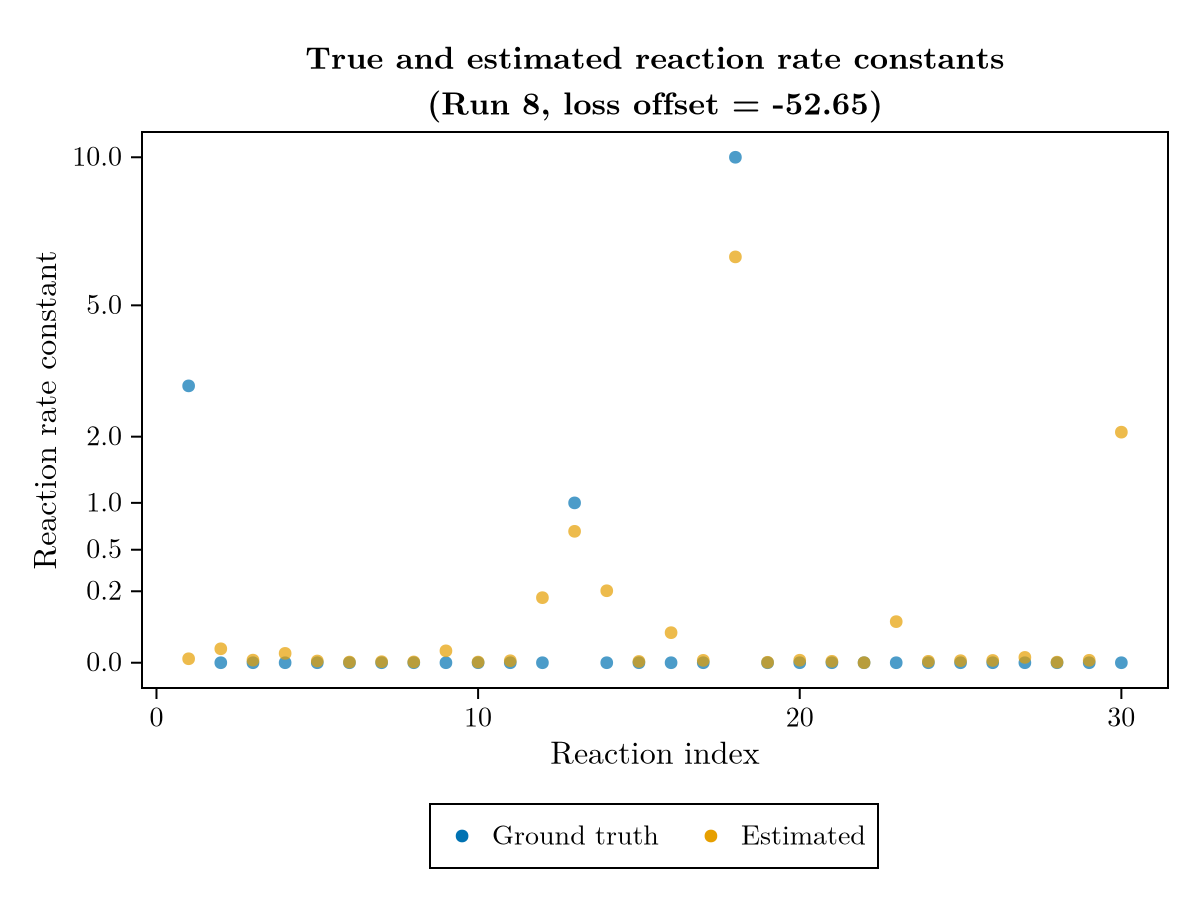 True and estimated reaction rate constants
(Run 8, loss offset = -52.65)
Reaction rate constant
10.0
5.0
2.0
1.0
0.5
0.2
0.0
0 10 20 30
Reaction index
Ground truth Estimated